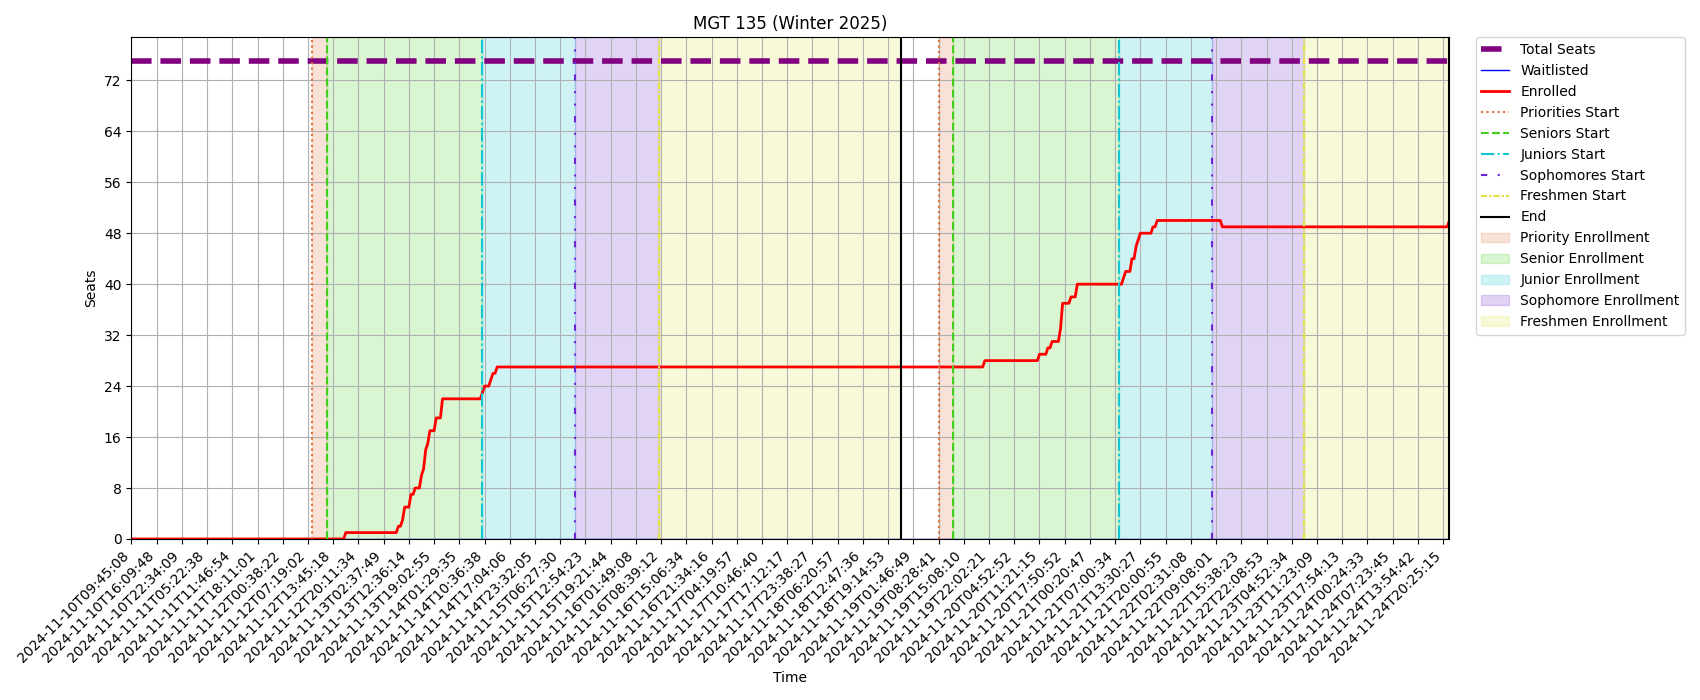 MGT 135 (Winter 2025)
Total Seats
Waitlisted
Enrolled
Priorities Start
Seniors Start
Juniors Start
Sophomores Start
Freshmen Start
End
Priority Enrollment
Senior Enrollment
Junior Enrollment
Sophomore Enrollment
Freshmen Enrollment
Seats
72
64
56
48
40
32
24
16
8
0
2024-11-10T09:45:08
2024-11-10T16:09:48
2024-11-10T22:34:09
2024-11-11T05:22:38
2024-11-11T11:46:54
2024-11-11T18:11:01
2024-11-12T00:38:22
2024-11-12T07:19:02
2024-11-12T13:45:18
2024-11-12T20:11:34
2024-11-13T02:37:49
2024-11-13T12:36:14
2024-11-13T19:02:55
2024-11-14T01:29:35
2024-11-14T10:36:38
2024-11-14T17:04:06
2024-11-14T23:32:05
2024-11-15T06:27:30
2024-11-15T12:54:23
2024-11-15T19:21:44
2024-11-16T01:49:08
2024-11-16T08:39:12
2024-11-16T15:06:34
2024-11-16T21:34:16
2024-11-17T04:19:57
2024-11-17T10:46:40
2024-11-17T17:12:17
2024-11-17T23:38:27
2024-11-18T06:20:57
2024-11-18T12:47:36
2024-11-18T19:14:53
2024-11-19T01:46:49
2024-11-19T08:28:41
2024-11-19T15:08:10
2024-11-19T22:02:21
2024-11-20T04:52:52
2024-11-20T11:21:15
2024-11-20T17:50:52
2024-11-21T00:20:47
2024-11-21T07:00:34
2024-11-21T13:30:27
2024-11-21T20:00:55
2024-11-22T02:31:08
2024-11-22T09:08:01
2024-11-22T15:38:23
2024-11-22T22:08:53
2024-11-23T04:52:34
2024-11-23T11:23:09
2024-11-23T17:54:13
2024-11-24T00:24:33
2024-11-24T07:23:45
2024-11-24T13:54:42
2024-11-24T20:25:15
Time